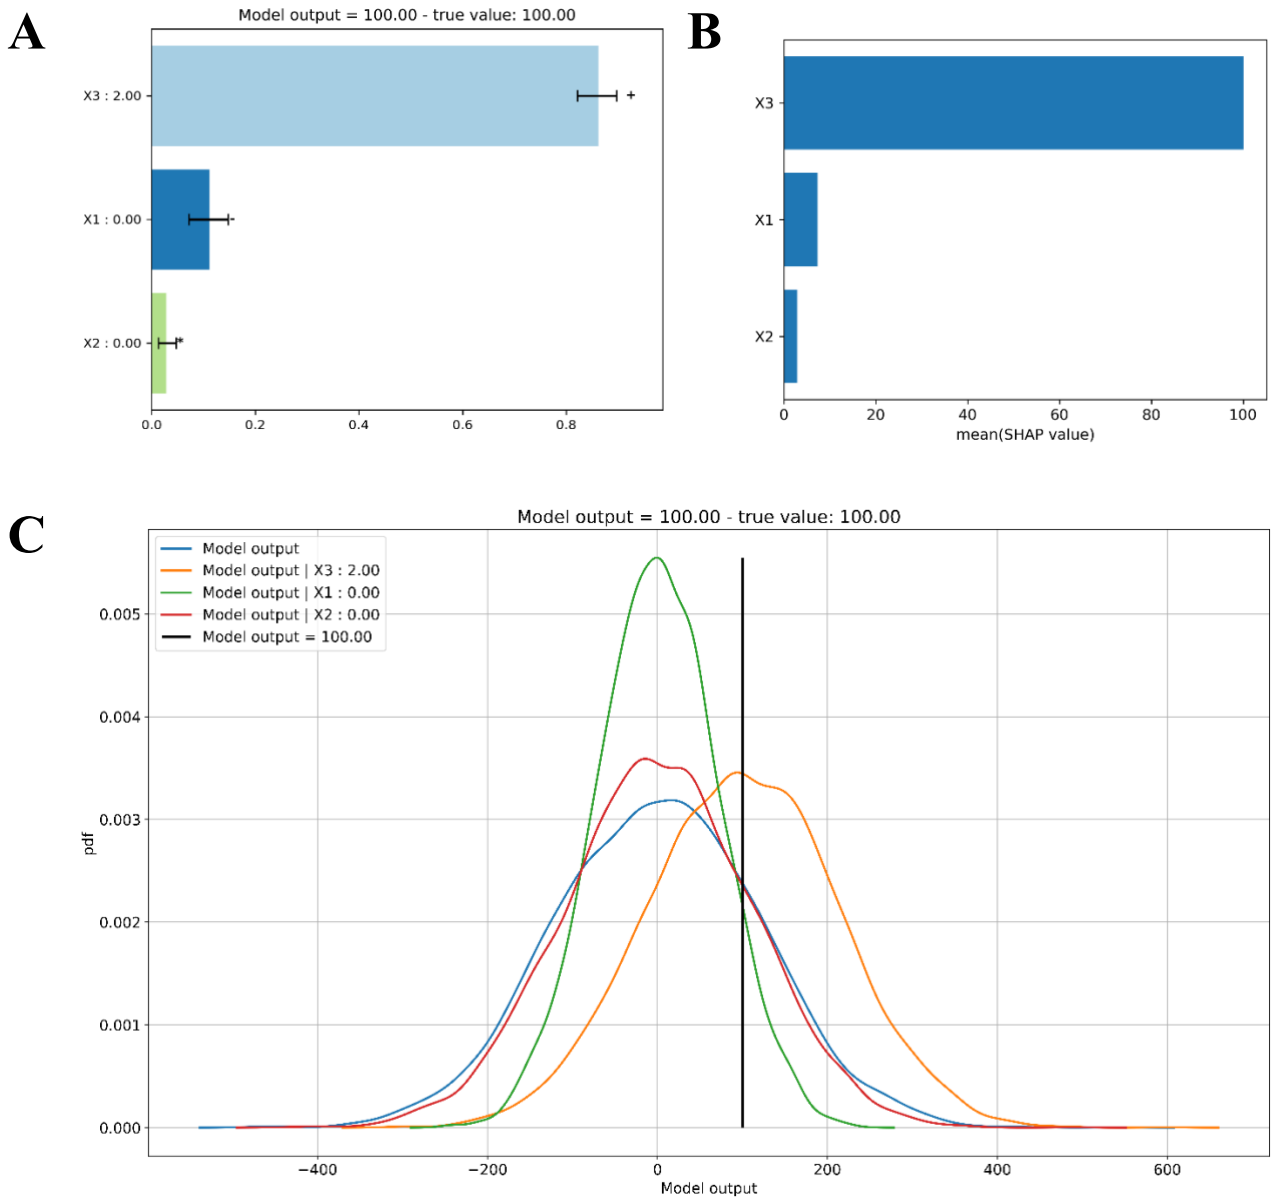 A
Model output = 100.00 - true value: 100.00
X3 : 2.00
+
X1 : 0.00
-
X2 : 0.00
*
0.0 0.2 0.4 0.6 0.8
B
X3
X1
X2
0 20 40 60 80 100
mean(SHAP value)
C
Model output = 100.00 - true value: 100.00
Model output
Model output | X3 : 2.00
Model output | X1 : 0.00
Model output | X2 : 0.00
Model output = 100.00
0.005
0.004
0.003
0.002
0.001
0.000
pdf
−400 −200 0 200 400 600
Model output